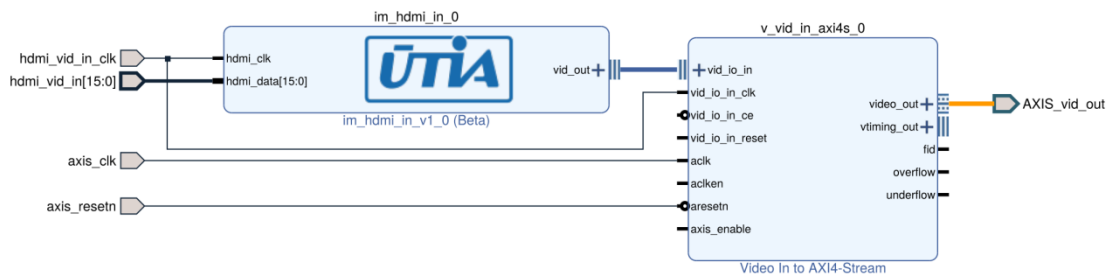 im_hdmi_in_0
v_vid_in_axi4s_0
hdmi_vid_in_clk
hdmi_vid_in[15:0]
hdmi_clk
hdmi_data[15:0]
ÚTIA
vid_out
im_hdmi_in_v1_0 (Beta)
vid_io_in
vid_io_in_clk
vid_io_in_ce
vid_io_in_reset
aclk
aclken
aresetn
axis_enable
video_out
vtiming_out
fid
overflow
underflow
AXIS_vid_out
axis_clk
axis_resetn
Video In to AXI4-Stream